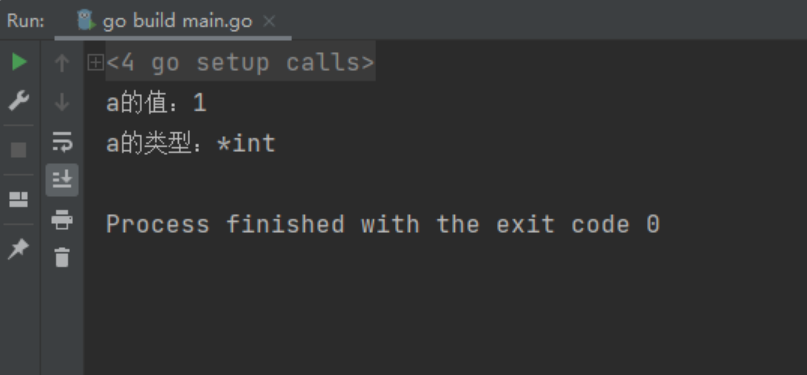 Run: go build main.go
<4 go setup calls>
a的值：1
a的类型：*int
Process finished with the exit code 0